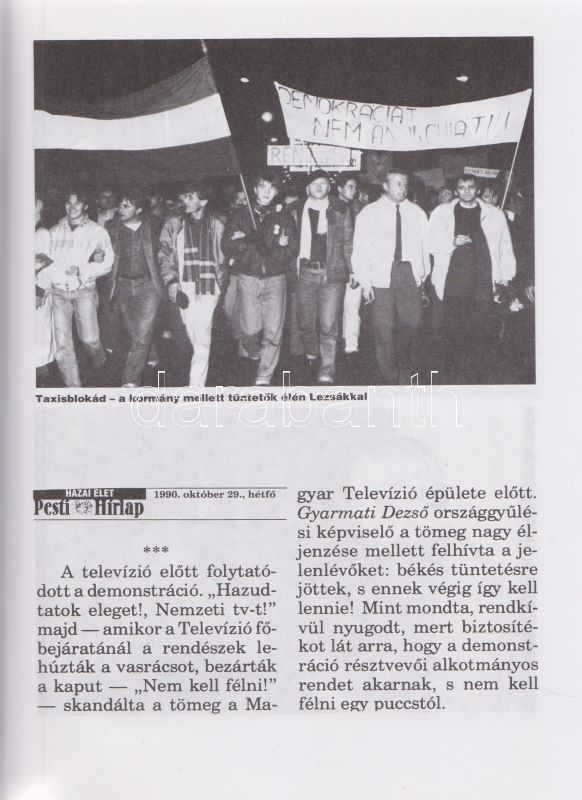 DEMOKRÁCIÁT
NEM ANARCHIÁT!!!
REN
Taxisblokád – a kormány mellett tüntetők élén Lezsákkal
darabanth
HAZAI ÉLET
Pesti Hírlap
1990. október 29., hétfő
***
A televízió előtt folytató-
dott a demonstráció. „Hazud-
tatok eleget!, Nemzeti tv-t!”
majd — amikor a Televízió fő-
bejáratánál a rendészek le-
húzták a vasrácsot, bezárták
a kaput — „Nem kell félni!”
— skandálta a tömeg a Ma-
gyar Televízió épülete előtt.
Gyarmati Dezső országgyűlé-
si képviselő a tömeg nagy él-
jenzése mellett felhívta a je-
lenlévőket: békés tüntetésre
jöttek, s ennek végig így kell
lennie! Mint mondta, rendkí-
vül nyugodt, mert biztosíté-
kot lát arra, hogy a demonst-
ráció résztvevői alkotmányos
rendet akarnak, s nem kell
félni egy puccstól.